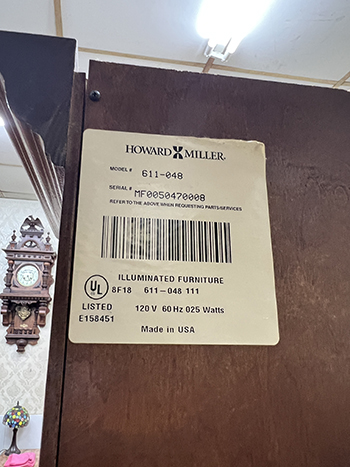 HOWARD MILLER.
MODEL # 611-048
SERIAL # MF0050470008
REFER TO THE ABOVE WHEN REQUESTING PARTS/SERVICES
ILLUMINATED FURNITURE
UL 8F18 611-048 111
LISTED 120 V 60 Hz 025 Watts
E158451
Made in USA